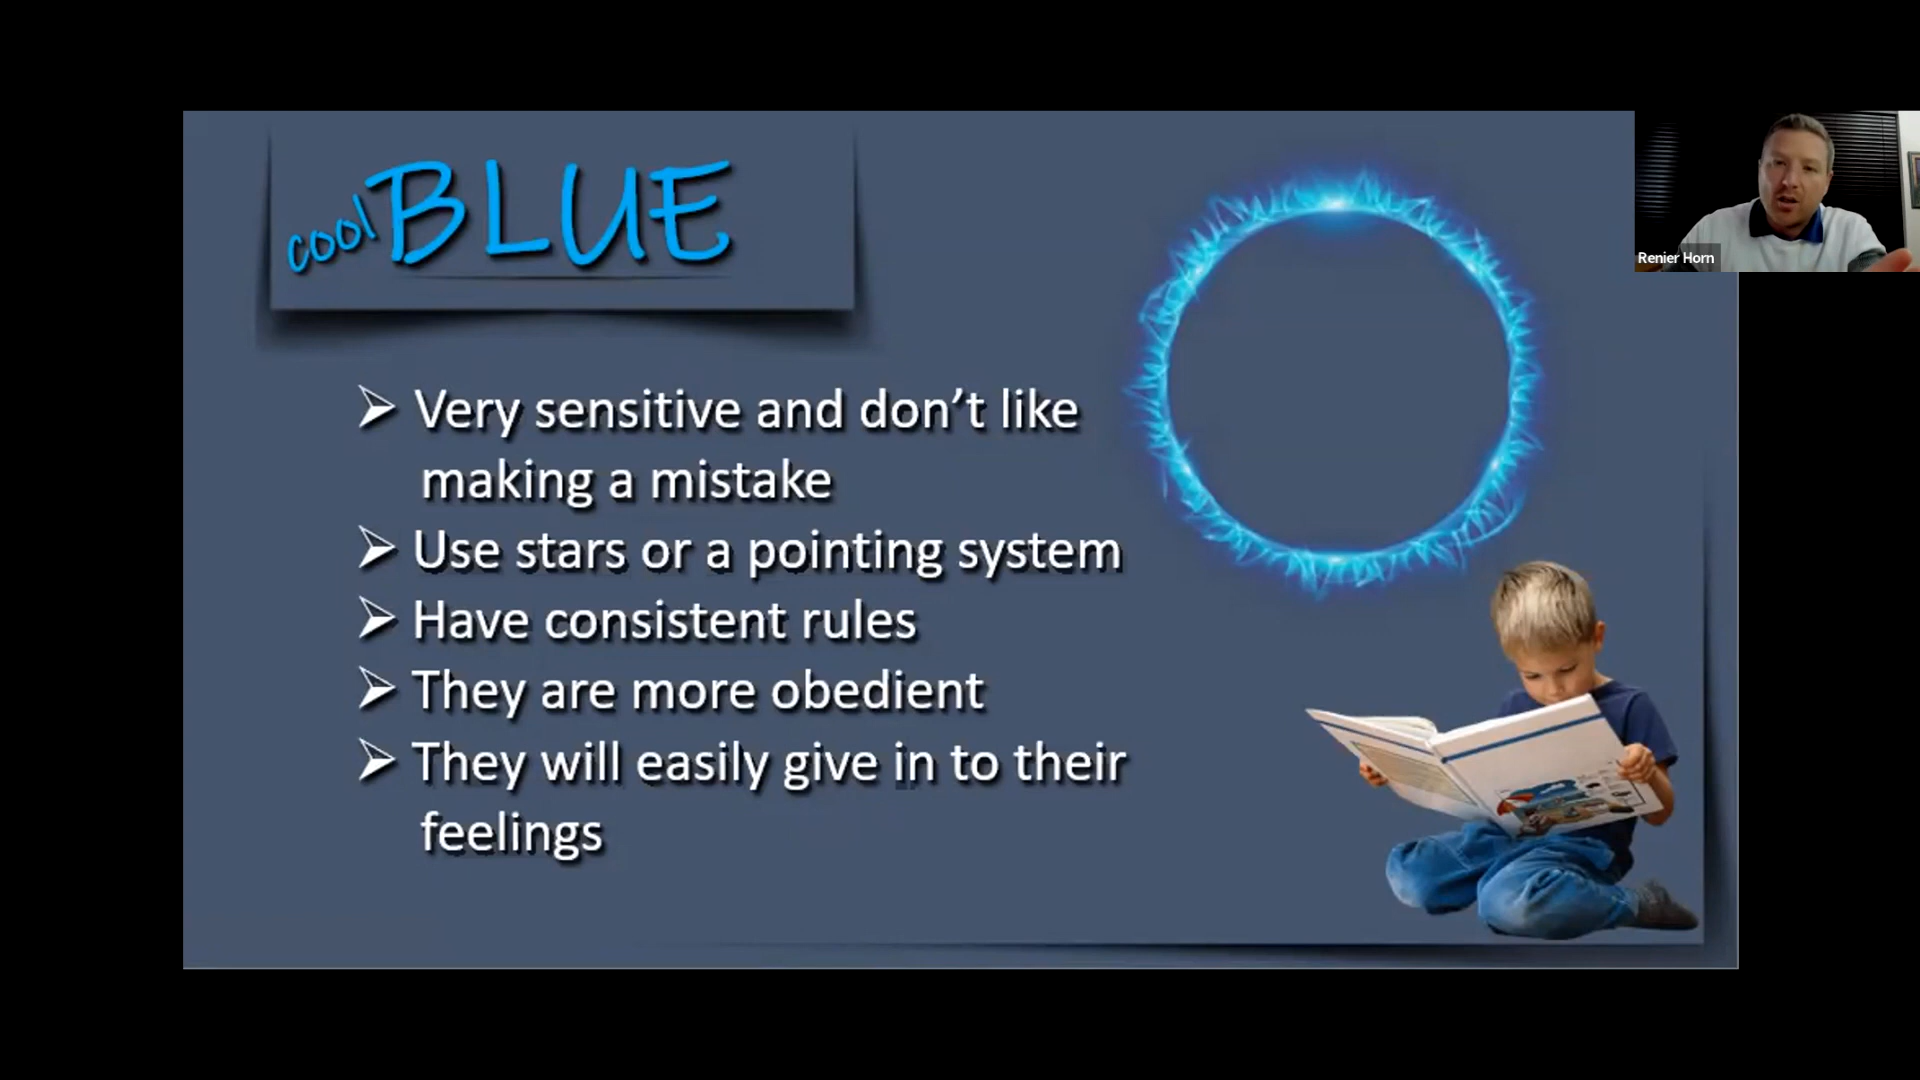 cool BLUE
Renier Horn
➢ Very sensitive and don't like
making a mistake
➢ Use stars or a pointing system
➢ Have consistent rules
➢ They are more obedient
➢ They will easily give in to their
feelings